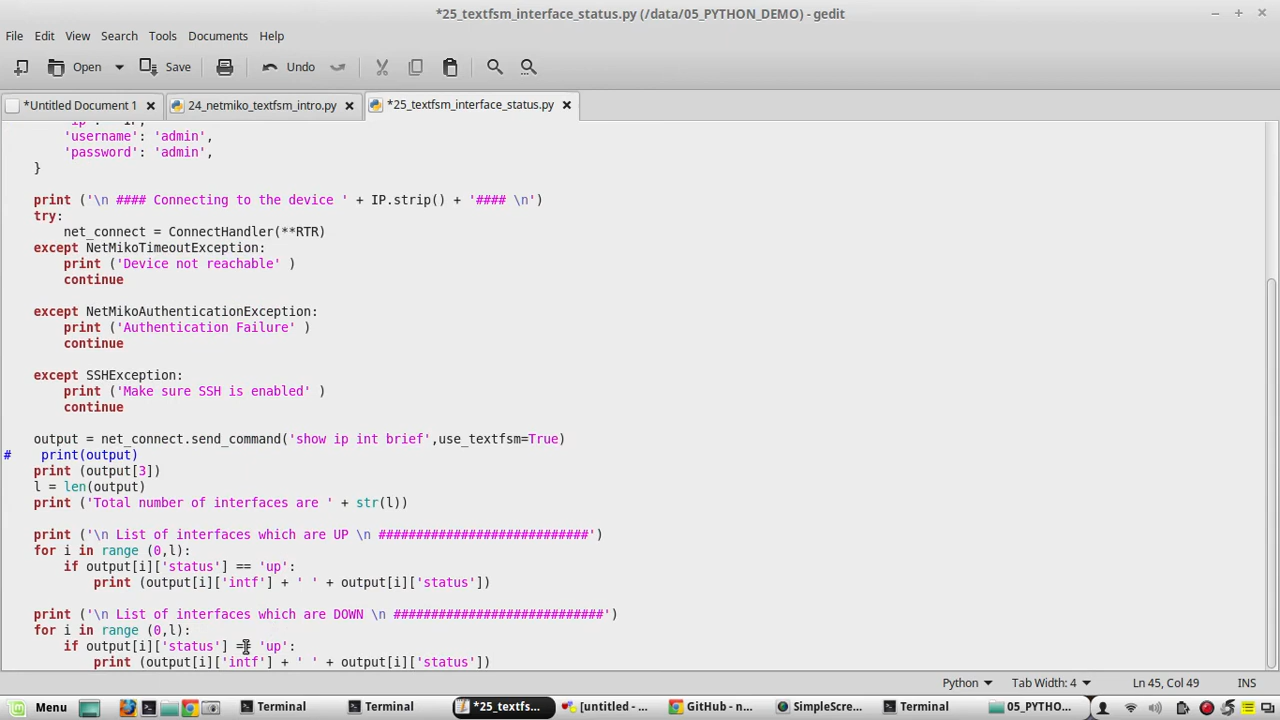 *25_textfsm_interface_status.py (/data/05_PYTHON_DEMO) - gedit
File Edit View Search Tools Documents Help
Open Save Undo
*Untitled Document 1 24_netmiko_textfsm_intro.py *25_textfsm_interface_status.py
'ip': IP,
'username': 'admin',
'password': 'admin',
}
print ('\n #### Connecting to the device ' + IP.strip() + '#### \n')
try:
net_connect = ConnectHandler(**RTR)
except NetMikoTimeoutException:
print ('Device not reachable' )
continue
except NetMikoAuthenticationException:
print ('Authentication Failure' )
continue
except SSHException:
print ('Make sure SSH is enabled' )
continue
output = net_connect.send_command('show ip int brief',use_textfsm=True)
# print(output)
print (output[3])
l = len(output)
print ('Total number of interfaces are ' + str(l))
print ('\n List of interfaces which are UP \n ############################')
for i in range (0,l):
if output[i]['status'] == 'up':
print (output[i]['intf'] + ' ' + output[i]['status'])
print ('\n List of interfaces which are DOWN \n ############################')
for i in range (0,l):
if output[i]['status'] == 'up':
print (output[i]['intf'] + ' ' + output[i]['status'])
Python Tab Width: 4 Ln 45, Col 49 INS
Menu Terminal Terminal *25_textfs... [untitled - ... GitHub - n... SimpleScre... Terminal 05_PYTHO...